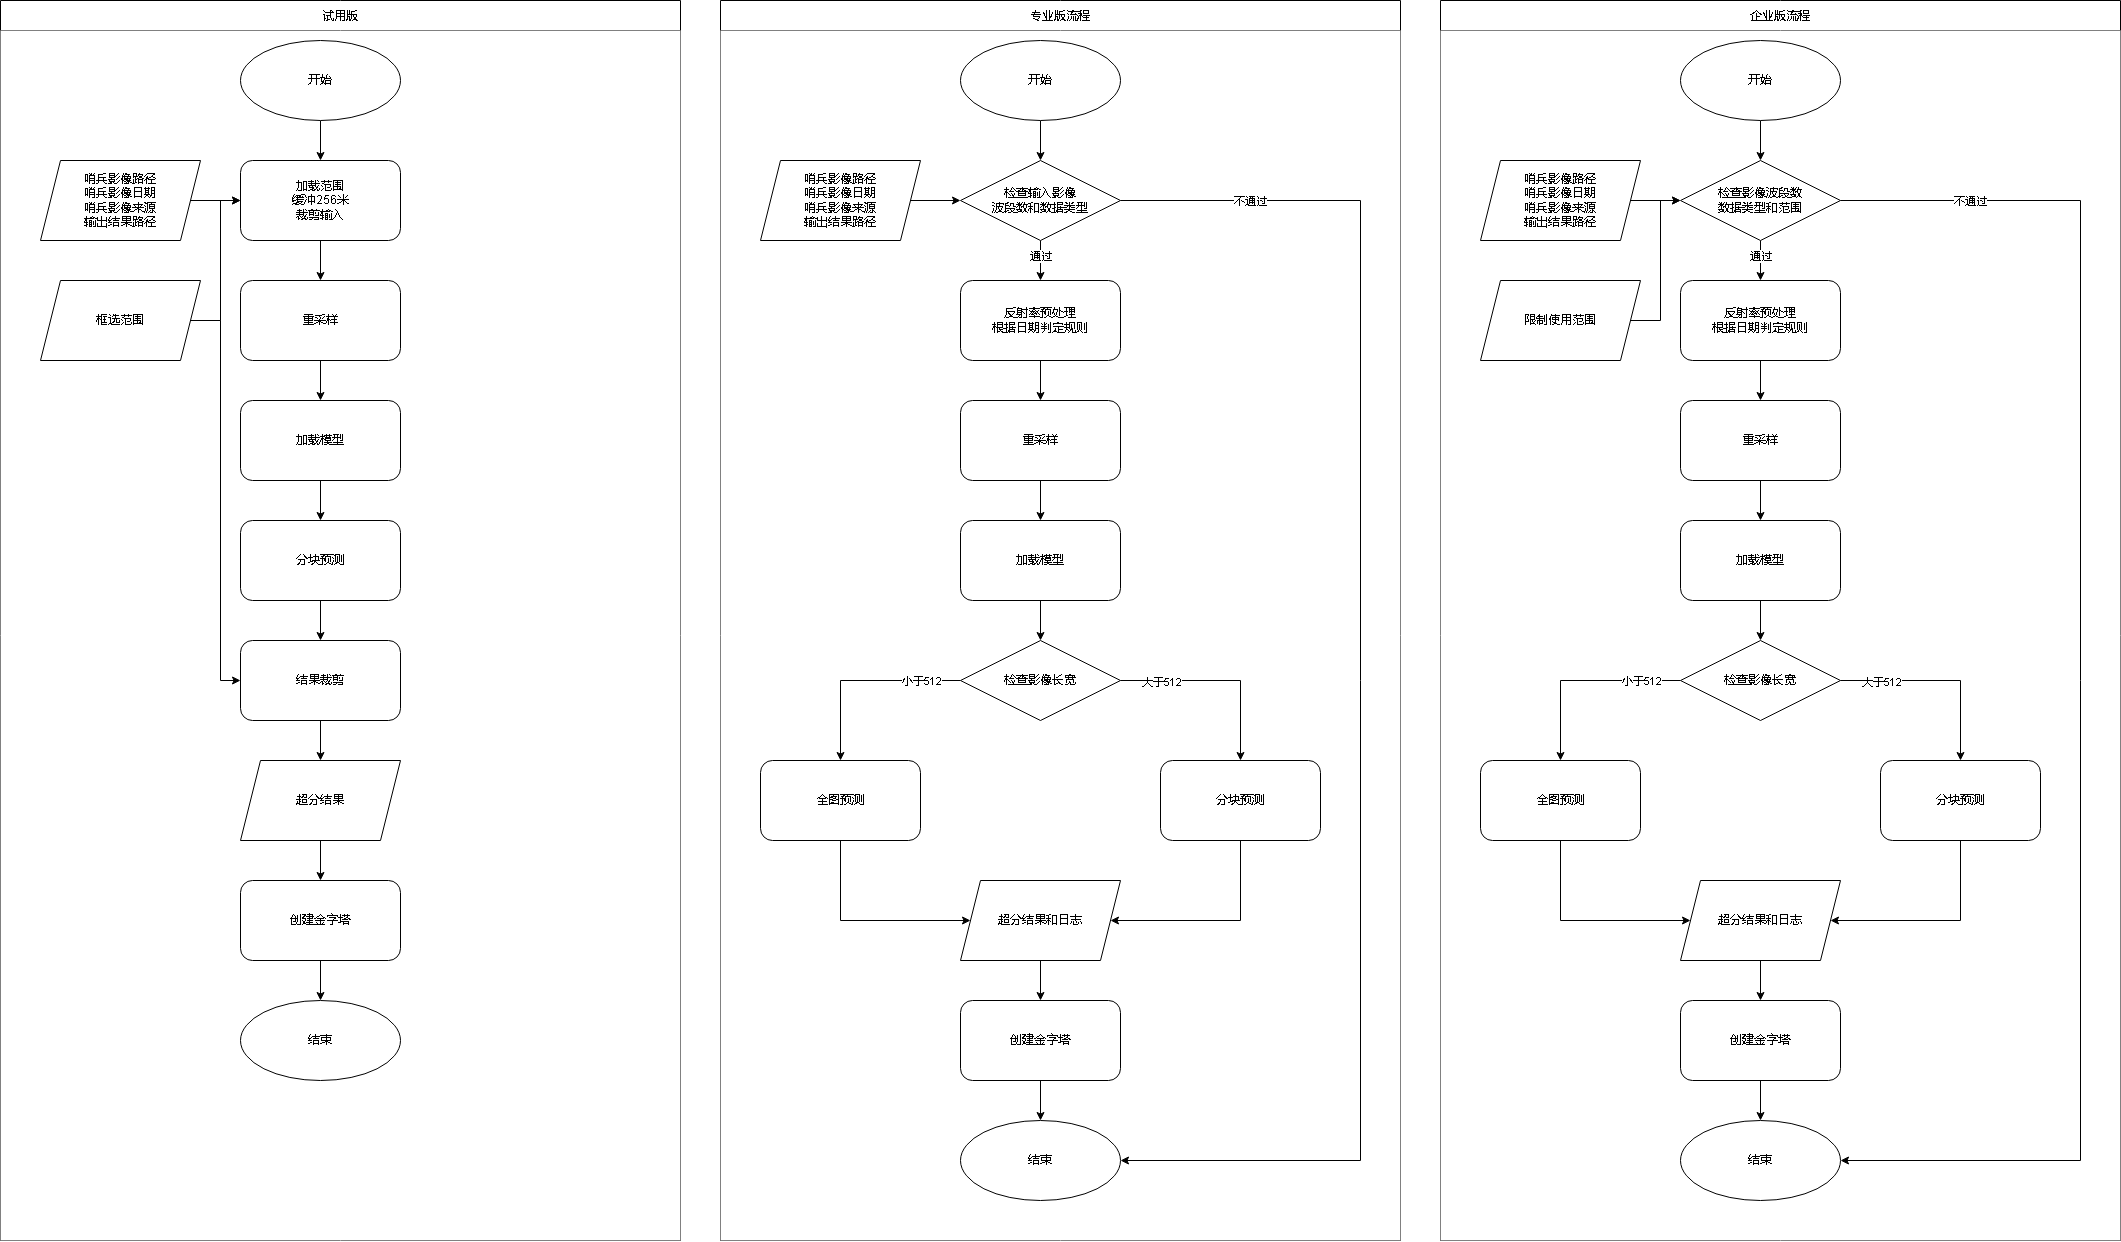 试用版
开始
哨兵影像路径
哨兵影像日期
哨兵影像来源
输出结果路径
加载范围
缓冲256米
裁剪输入
框选范围
重采样
加载模型
分块预测
结果裁剪
超分结果
创建金字塔
结束
专业版流程
开始
哨兵影像路径
哨兵影像日期
哨兵影像来源
输出结果路径
检查输入影像
波段数和数据类型
不通过
通过
反射率预处理
根据日期判定规则
重采样
加载模型
小于512
检查影像长宽
大于512
全图预测
分块预测
超分结果和日志
创建金字塔
结束
企业版流程
开始
哨兵影像路径
哨兵影像日期
哨兵影像来源
输出结果路径
检查影像波段数
数据类型和范围
不通过
通过
限制使用范围
反射率预处理
根据日期判定规则
重采样
加载模型
小于512
检查影像长宽
大于512
全图预测
分块预测
超分结果和日志
创建金字塔
结束